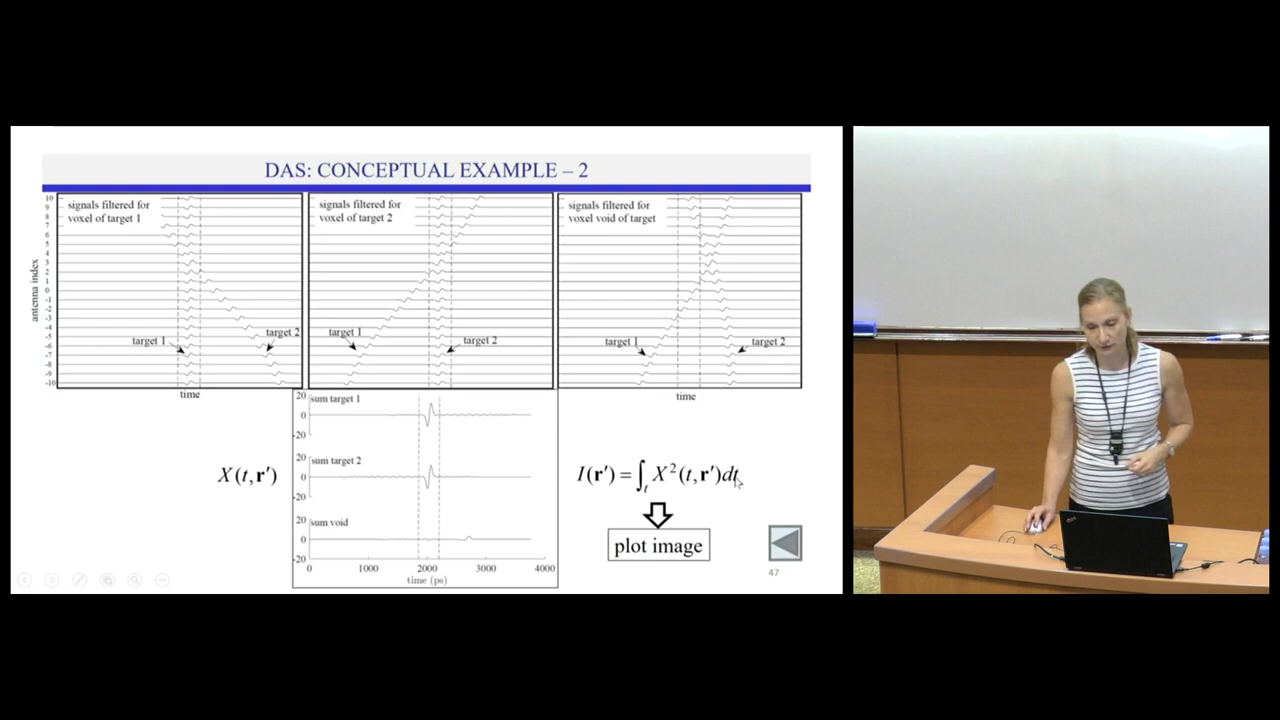 DAS: CONCEPTUAL EXAMPLE – 2
signals filtered for
voxel of target 1
target 1
target 2
time
antenna index
10
9
8
7
6
5
4
3
2
1
0
-1
-2
-3
-4
-5
-6
-7
-8
-9
-10
signals filtered for
voxel of target 2
target 1
target 2
signals filtered for
voxel void of target
target 1
target 2
time
X(t,r′)
20
sum target 1
0
-20
20
sum target 2
0
-20
20
sum void
0
-20
0 1000 2000 3000 4000
time (ps)
I(r′) = ∫t X²(t,r′)dt
plot image
47